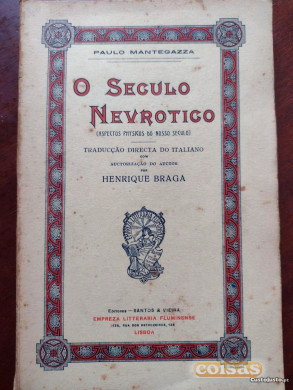 PAULO MANTEGAZZA
O SECULO
NEVROTICO
(ASPECTOS PHYSICOS DO NOSSO SECULO)
TRADUCÇÃO DIRECTA DO ITALIANO
COM
AUCTORISAÇÃO DO AUCTOR
POR
HENRIQUE BRAGA
EDITORES — SANTOS & VIEIRA
EMPREZA LITTERARIA FLUMINENSE
LISBOA
coisas